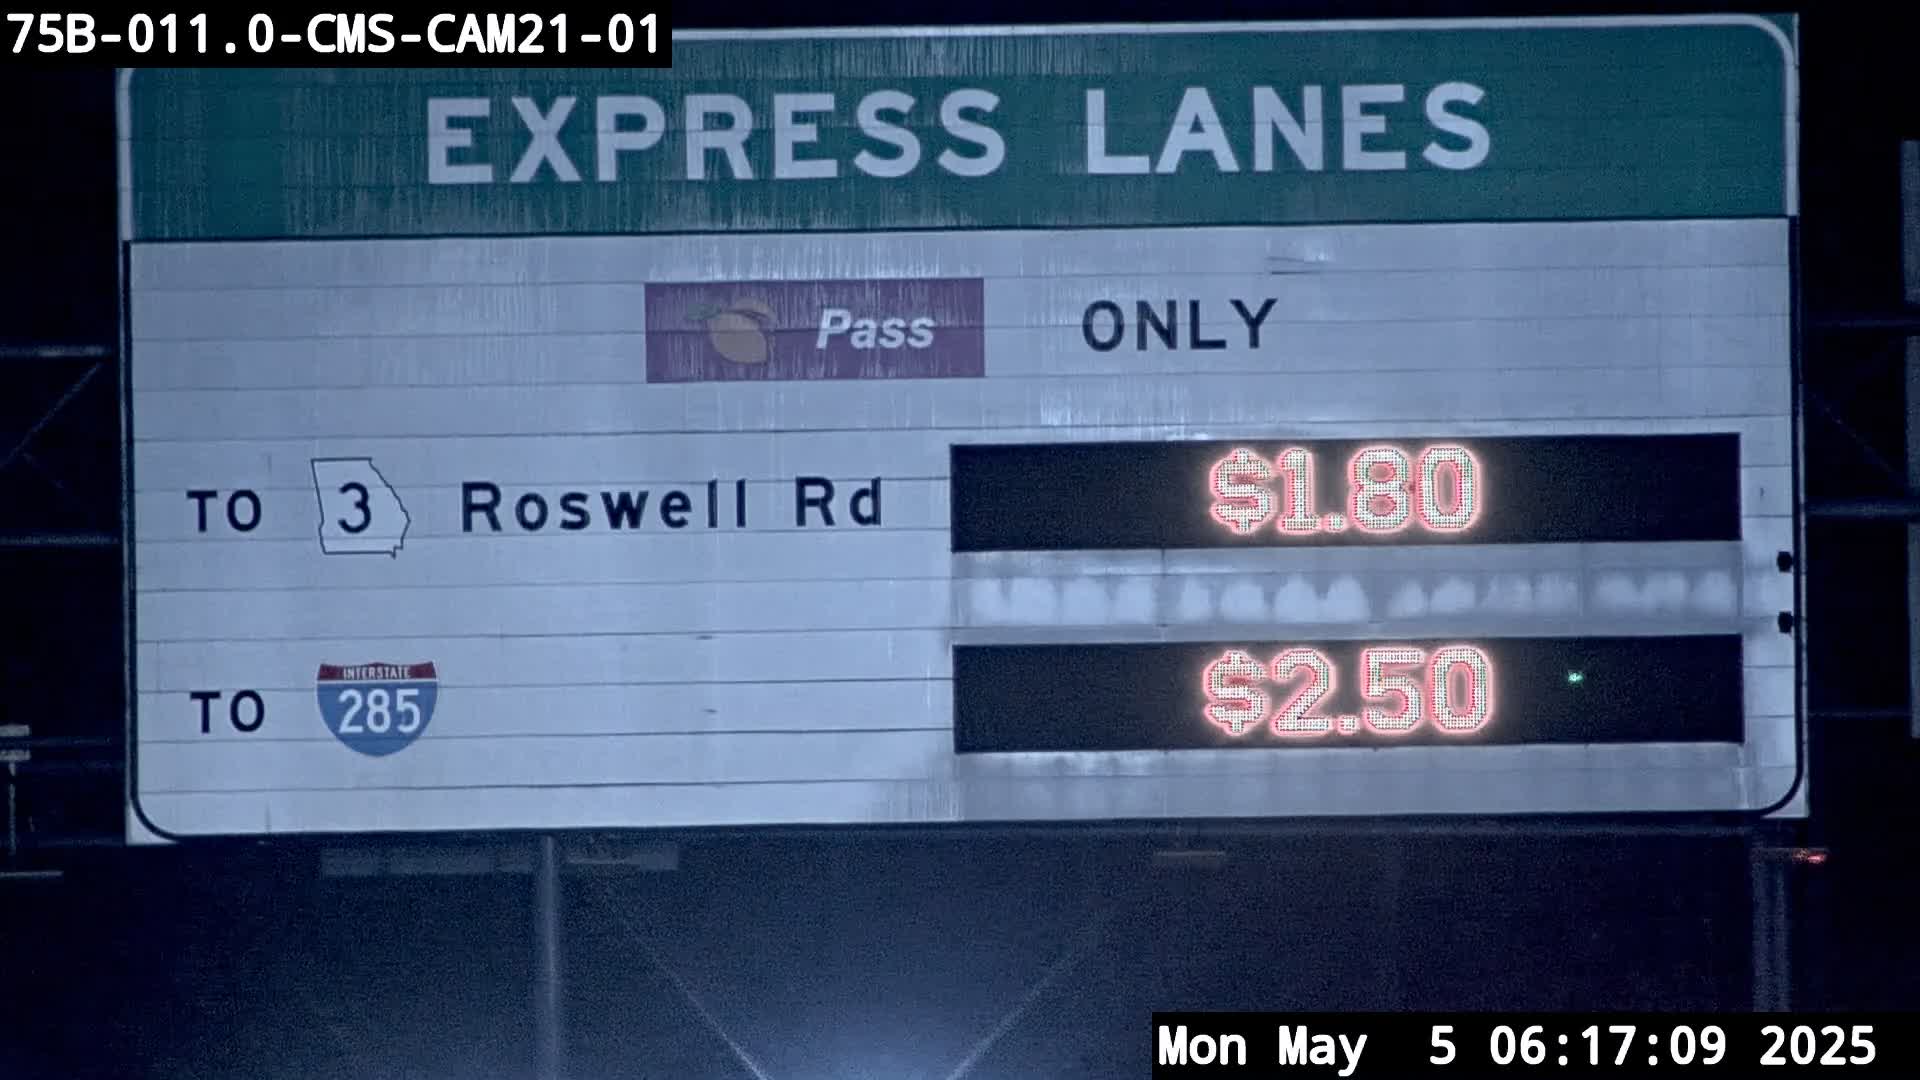 75B-011.0-CMS-CAM21-01
EXPRESS LANES
Pass ONLY
TO 3 Roswell Rd $1.80
INTERSTATE
TO 285 $2.50
Mon May 5 06:17:09 2025